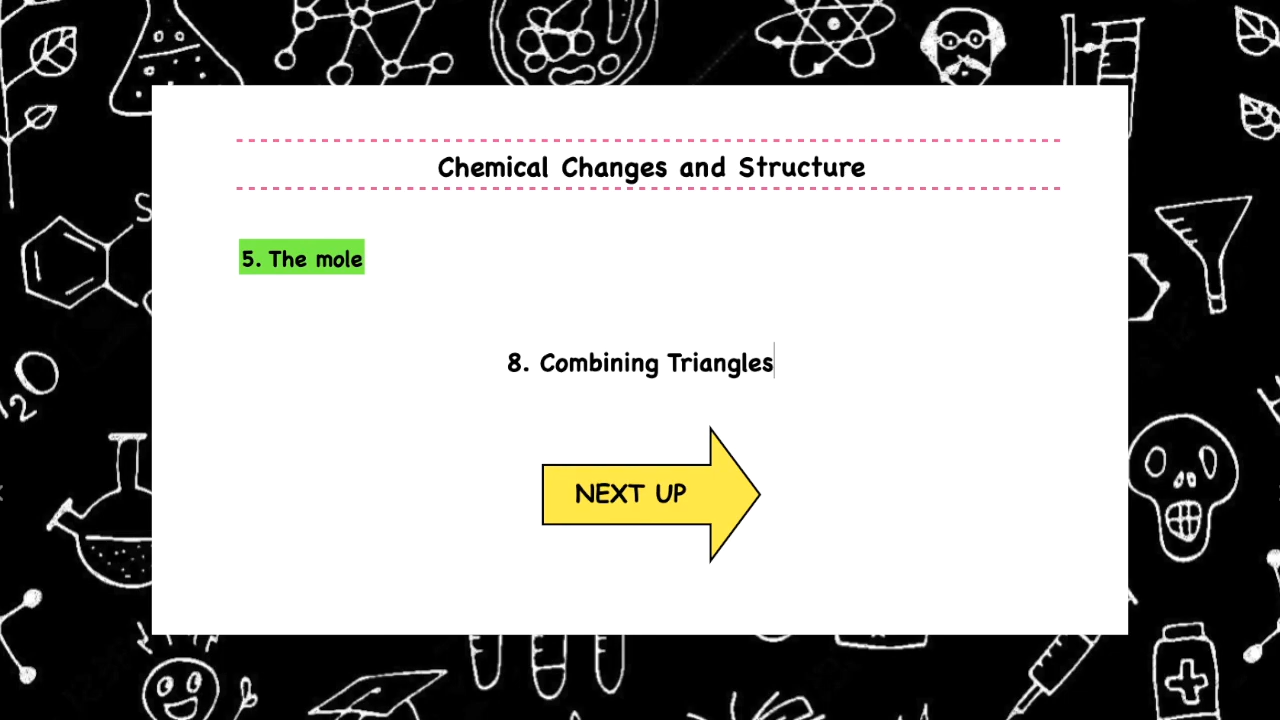 Chemical Changes and Structure
5. The mole
8. Combining Triangles
NEXT UP